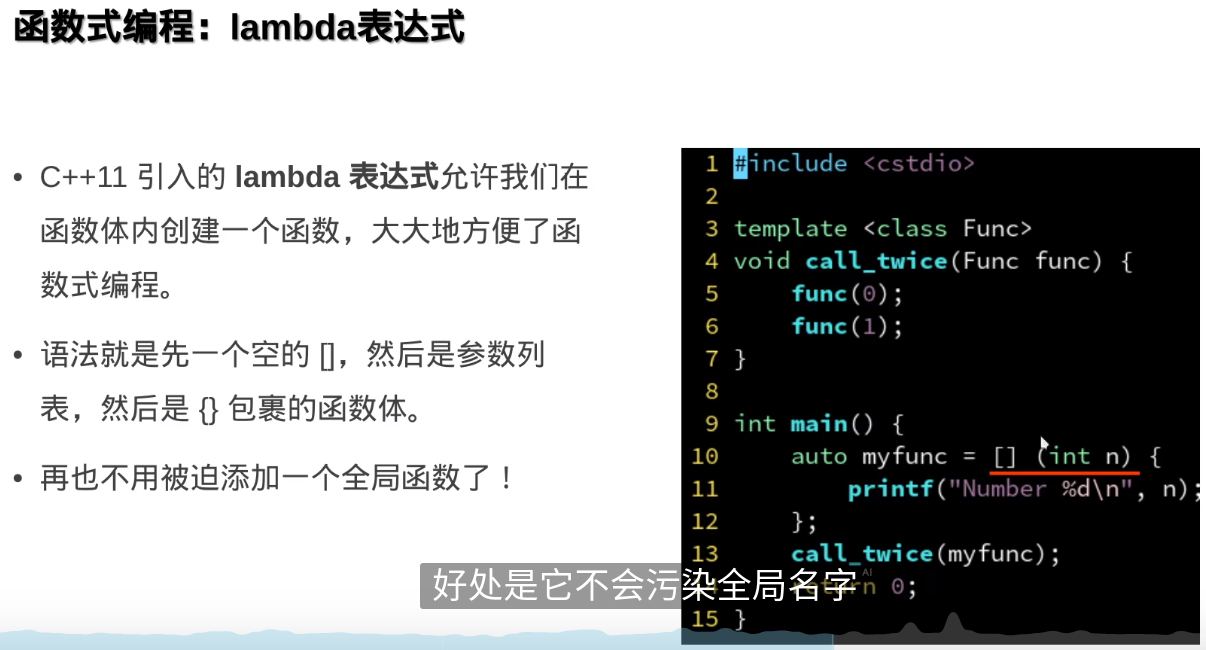 函数式编程：lambda表达式
• C++11 引入的 lambda 表达式允许我们在
函数体内创建一个函数，大大地方便了函
数式编程。
• 语法就是先一个空的 []，然后是参数列
表，然后是 {} 包裹的函数体。
• 再也不用被迫添加一个全局函数了！
1 #include <cstdio>
2
3 template <class Func>
4 void call_twice(Func func) {
5     func(0);
6     func(1);
7 }
8
9 int main() {
10     auto myfunc = [] (int n) {
11         printf("Number %d\n", n);
12     };
13     call_twice(myfunc);
return 0;
15 }
好处是它不会污染全局名字
AI